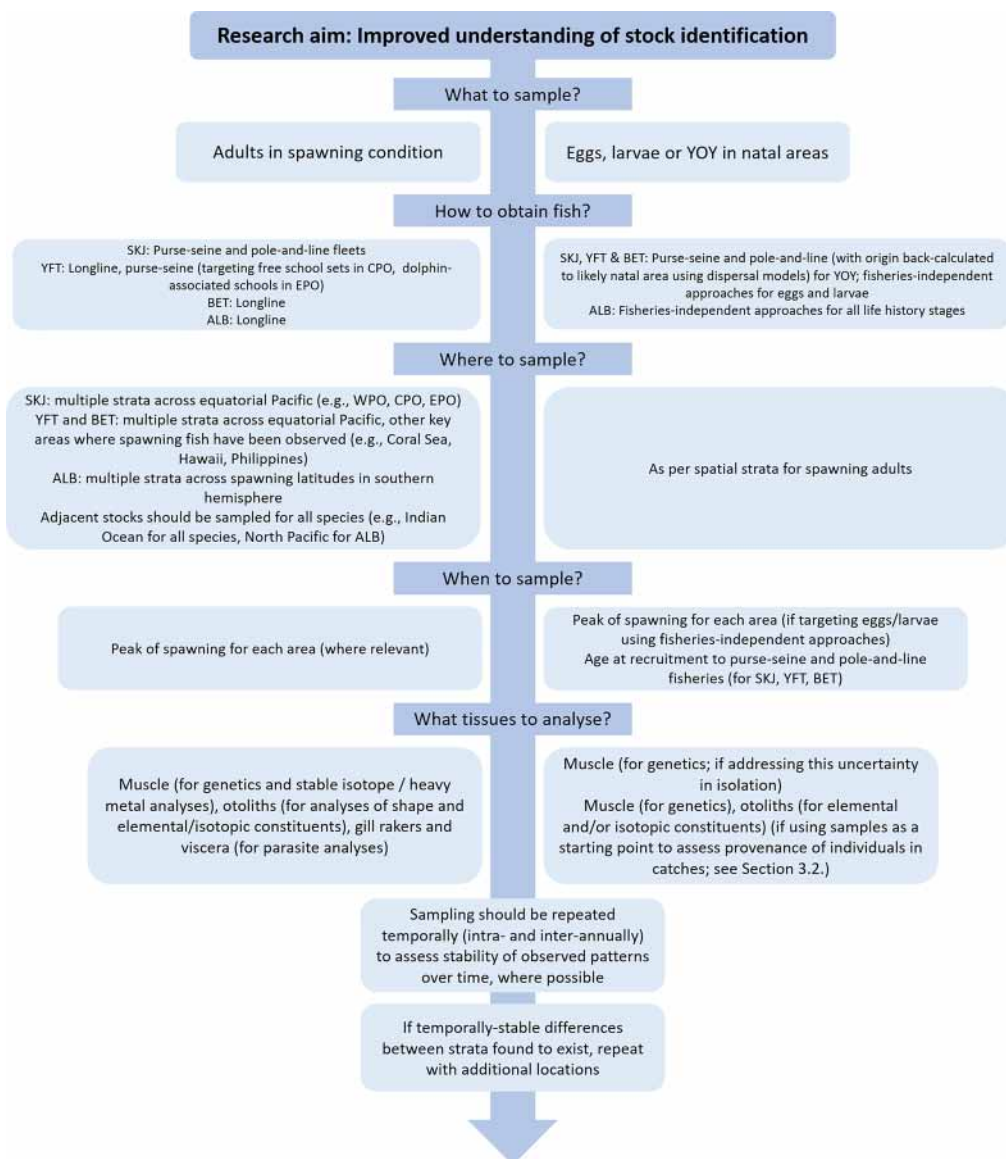 Research aim: Improved understanding of stock identification
What to sample?
Adults in spawning condition
Eggs, larvae or YOY in natal areas
How to obtain fish?
SKJ: Purse-seine and pole-and-line fleets
YFT: Longline, purse-seine (targeting free school sets in CPO, dolphin-
associated schools in EPO)
BET: Longline
ALB: Longline
SKJ, YFT & BET: Purse-seine and pole-and-line (with origin back-calculated
to likely natal area using dispersal models) for YOY; fisheries-independent
approaches for eggs and larvae
ALB: Fisheries-independent approaches for all life history stages
Where to sample?
SKJ: multiple strata across equatorial Pacific (e.g., WPO, CPO, EPO)
YFT and BET: multiple strata across equatorial Pacific, other key
areas where spawning fish have been observed (e.g., Coral Sea,
Hawaii, Philippines)
ALB: multiple strata across spawning latitudes in southern
hemisphere
Adjacent stocks should be sampled for all species (e.g., Indian
Ocean for all species, North Pacific for ALB)
As per spatial strata for spawning adults
When to sample?
Peak of spawning for each area (where relevant)
Peak of spawning for each area (if targeting eggs/larvae
using fisheries-independent approaches)
Age at recruitment to purse-seine and pole-and-line
fisheries (for SKJ, YFT, BET)
What tissues to analyse?
Muscle (for genetics and stable isotope / heavy
metal analyses), otoliths (for analyses of shape and
elemental/isotopic constituents), gill rakers and
viscera (for parasite analyses)
Muscle (for genetics; if addressing this uncertainty
in isolation)
Muscle (for genetics), otoliths (for elemental
and/or isotopic constituents) (if using samples as a
starting point to assess provenance of individuals in
catches; see Section 3.2.)
Sampling should be repeated
temporally (intra- and inter-annually)
to assess stability of observed patterns
over time, where possible
If temporally-stable differences
between strata found to exist, repeat
with additional locations